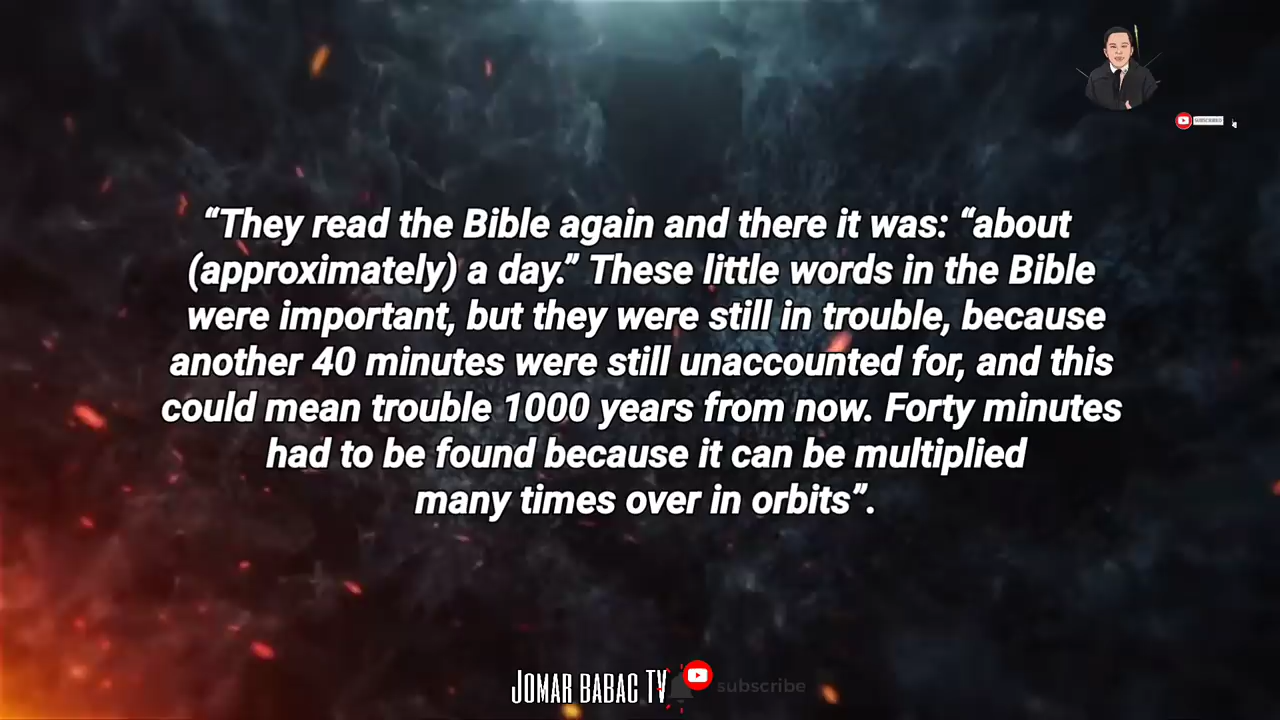 SUBSCRIBED
“They read the Bible again and there it was: “about
(approximately) a day.” These little words in the Bible
were important, but they were still in trouble, because
another 40 minutes were still unaccounted for, and this
could mean trouble 1000 years from now. Forty minutes
had to be found because it can be multiplied
many times over in orbits”.
JOMAR BABAC TV
subscribe